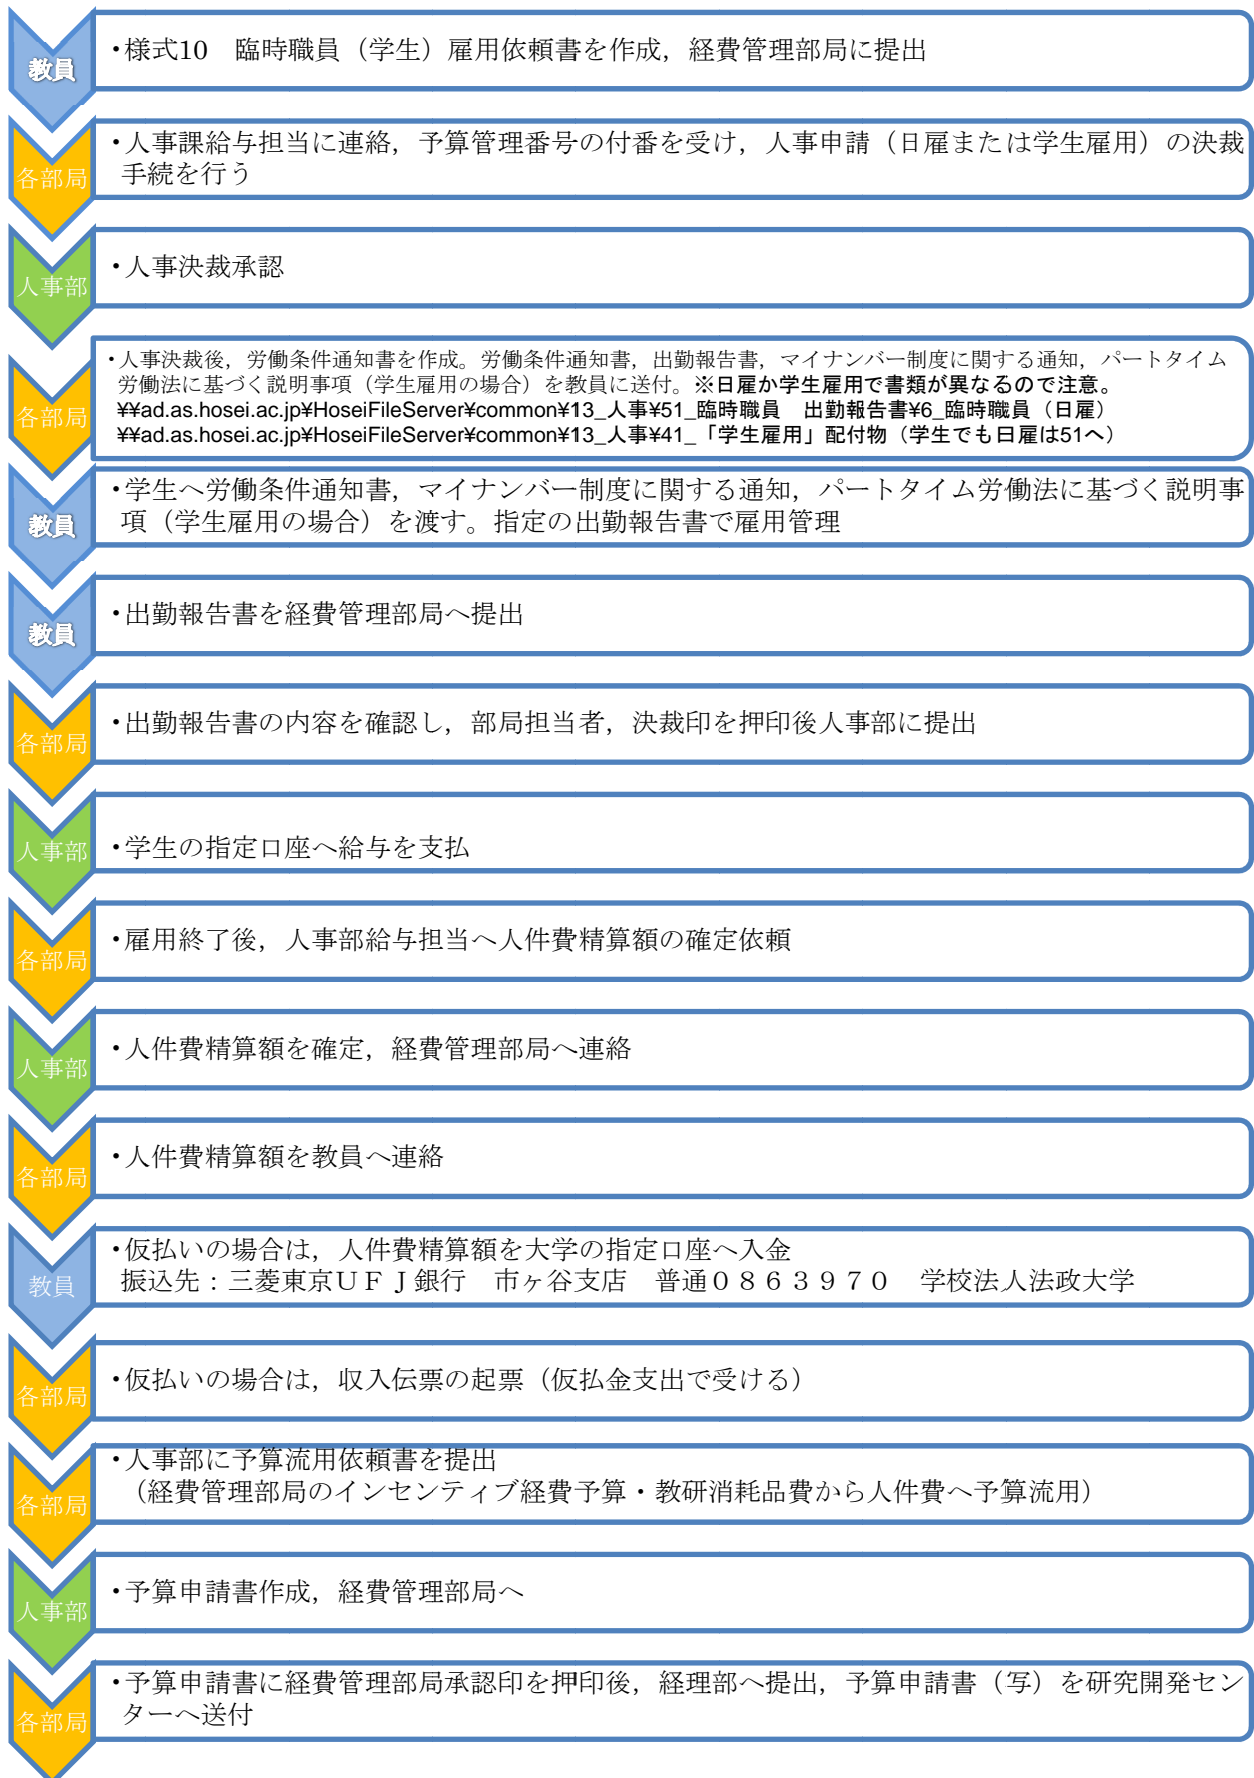 教員
・様式10　臨時職員（学生）雇用依頼書を作成，経費管理部局に提出
各部局
・人事課給与担当に連絡，予算管理番号の付番を受け，人事申請（日雇または学生雇用）の決裁
手続を行う
人事部
・人事決裁承認
各部局
・人事決裁後，労働条件通知書を作成。労働条件通知書，出勤報告書，マイナンバー制度に関する通知，パートタイム
労働法に基づく説明事項（学生雇用の場合）を教員に送付。※日雇か学生雇用で書類が異なるので注意。
¥¥ad.as.hosei.ac.jp¥HoseiFileServer¥common¥13_人事¥51_臨時職員　出勤報告書¥6_臨時職員（日雇）
¥¥ad.as.hosei.ac.jp¥HoseiFileServer¥common¥13_人事¥41_「学生雇用」配付物（学生でも日雇は51へ）
教員
・学生へ労働条件通知書，マイナンバー制度に関する通知，パートタイム労働法に基づく説明事
項（学生雇用の場合）を渡す。指定の出勤報告書で雇用管理
教員
・出勤報告書を経費管理部局へ提出
各部局
・出勤報告書の内容を確認し，部局担当者，決裁印を押印後人事部に提出
人事部
・学生の指定口座へ給与を支払
各部局
・雇用終了後，人事部給与担当へ人件費精算額の確定依頼
人事部
・人件費精算額を確定，経費管理部局へ連絡
各部局
・人件費精算額を教員へ連絡
教員
・仮払いの場合は，人件費精算額を大学の指定口座へ入金
振込先：三菱東京ＵＦＪ銀行　市ヶ谷支店　普通０８６３９７０　学校法人法政大学
各部局
・仮払いの場合は，収入伝票の起票（仮払金支出で受ける）
各部局
・人事部に予算流用依頼書を提出
（経費管理部局のインセンティブ経費予算・教研消耗品費から人件費へ予算流用）
人事部
・予算申請書作成，経費管理部局へ
各部局
・予算申請書に経費管理部局承認印を押印後，経理部へ提出，予算申請書（写）を研究開発セン
ターへ送付